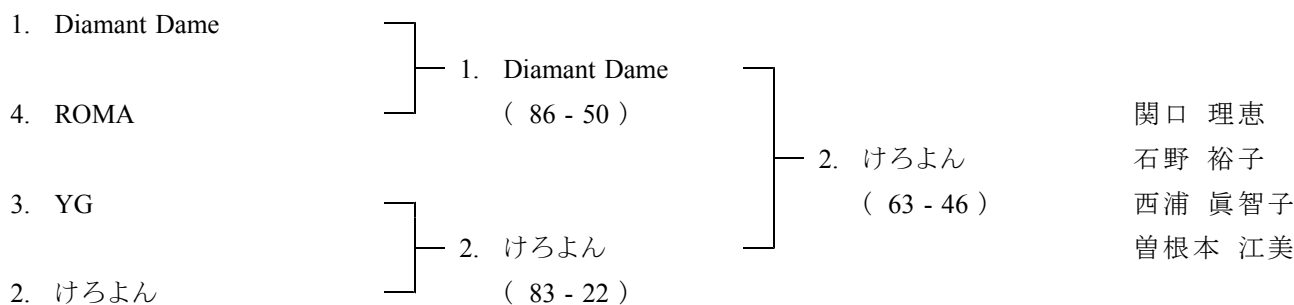 1. Diamant Dame
1. Diamant Dame
4. ROMA
( 86 - 50 )
関口 理恵
2. けろよん
石野 裕子
3. YG
( 63 - 46 )
西浦 眞智子
2. けろよん
曽根本 江美
2. けろよん
( 83 - 22 )